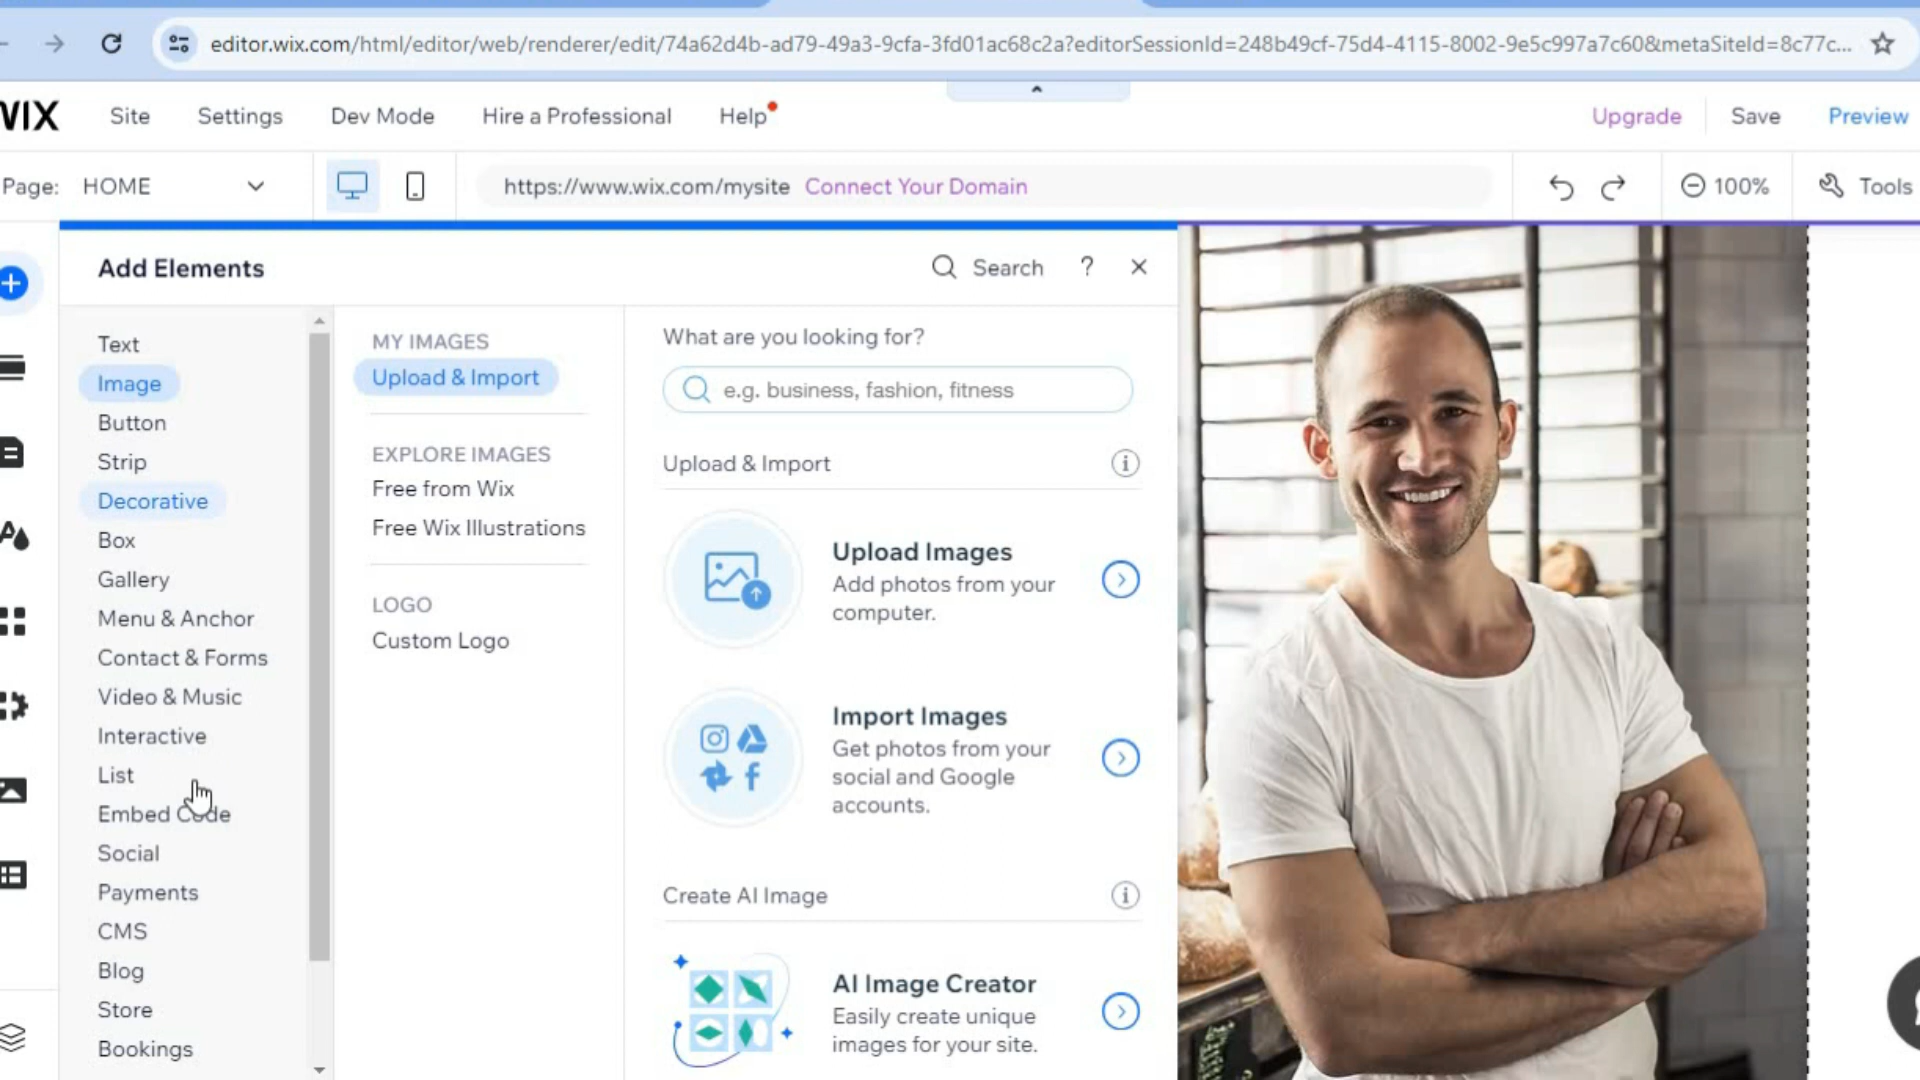 editor.wix.com/html/editor/web/renderer/edit/74a62d4b-ad79-49a3-9cfa-3fd01ac68c2a?editorSessionId=248b49cf-75d4-4115-8002-9e5c997a7c60&metaSiteId=8c77c...
WIX Site Settings Dev Mode Hire a Professional Help Upgrade Save Preview
Page: HOME https://www.wix.com/mysite Connect Your Domain 100% Tools
Add Elements Search ?
Text
Image
Button
Strip
Decorative
Box
Gallery
Menu & Anchor
Contact & Forms
Video & Music
Interactive
List
Embed Code
Social
Payments
CMS
Blog
Store
Bookings
MY IMAGES
Upload & Import
EXPLORE IMAGES
Free from Wix
Free Wix Illustrations
LOGO
Custom Logo
What are you looking for?
e.g. business, fashion, fitness
Upload & Import
Upload Images
Add photos from your
computer.
Import Images
Get photos from your
social and Google
accounts.
Create AI Image
AI Image Creator
Easily create unique
images for your site.